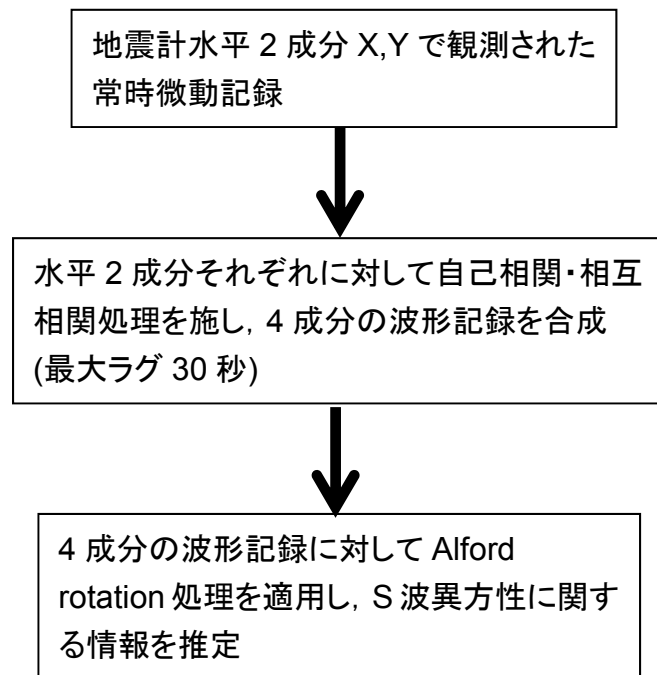 地震計水平 2 成分 X,Y で観測された
常時微動記録
水平 2 成分それぞれに対して自己相関・相互
相関処理を施し, 4 成分の波形記録を合成
(最大ラグ 30 秒)
4 成分の波形記録に対して Alford
rotation 処理を適用し, S 波異方性に関す
る情報を推定